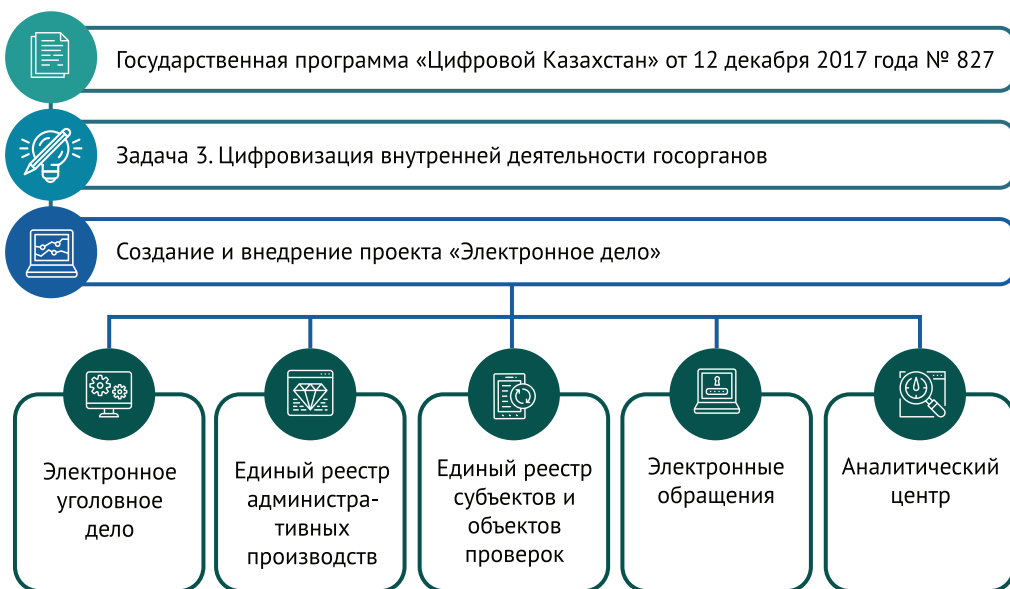 Государственная программа «Цифровой Казахстан» от 12 декабря 2017 года № 827
Задача 3. Цифровизация внутренней деятельности госорганов
Создание и внедрение проекта «Электронное дело»
Электронное
уголовное
дело
Единый реестр
администра-
тивных
производств
Единый реестр
субъектов и
объектов
проверок
Электронные
обращения
Аналитический
центр